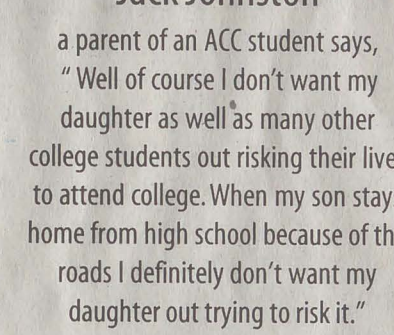 Jack Johnston
a parent of an ACC student says,
“ Well of course I don’t want my
daughter as well as many other
college students out risking their live
to attend college. When my son stay
home from high school because of th
roads I definitely don’t want my
daughter out trying to risk it.”